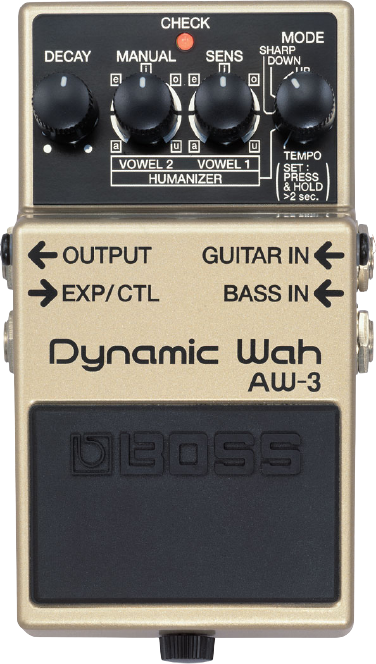 CHECK
DECAY MANUAL SENS MODE
SHARP
DOWN
UP
e i o e i o
a u a u
TEMPO
VOWEL 2 VOWEL 1
HUMANIZER
(SET :
PRESS
& HOLD
>2 sec.)
← OUTPUT GUITAR IN ←
→ EXP/CTL BASS IN ←
Dynamic Wah
AW-3
BOSS